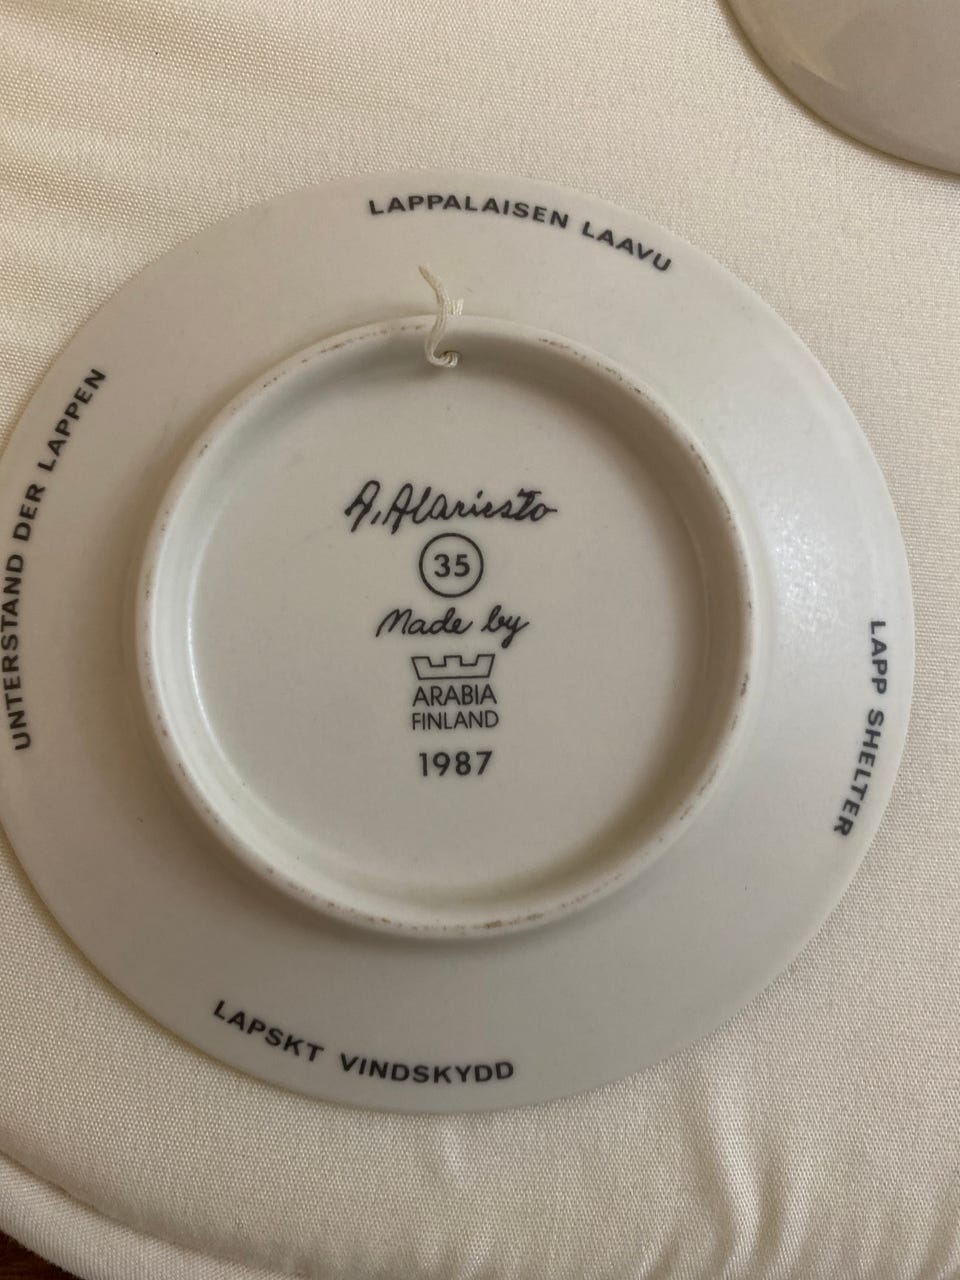 LAPPALAISEN LAAVU
UNTERSTAND DER LAPPEN
A. Alariesto
35
Made by
ARABIA
FINLAND
1987
LAPP SHELTER
LAPSKT VINDSKYDD